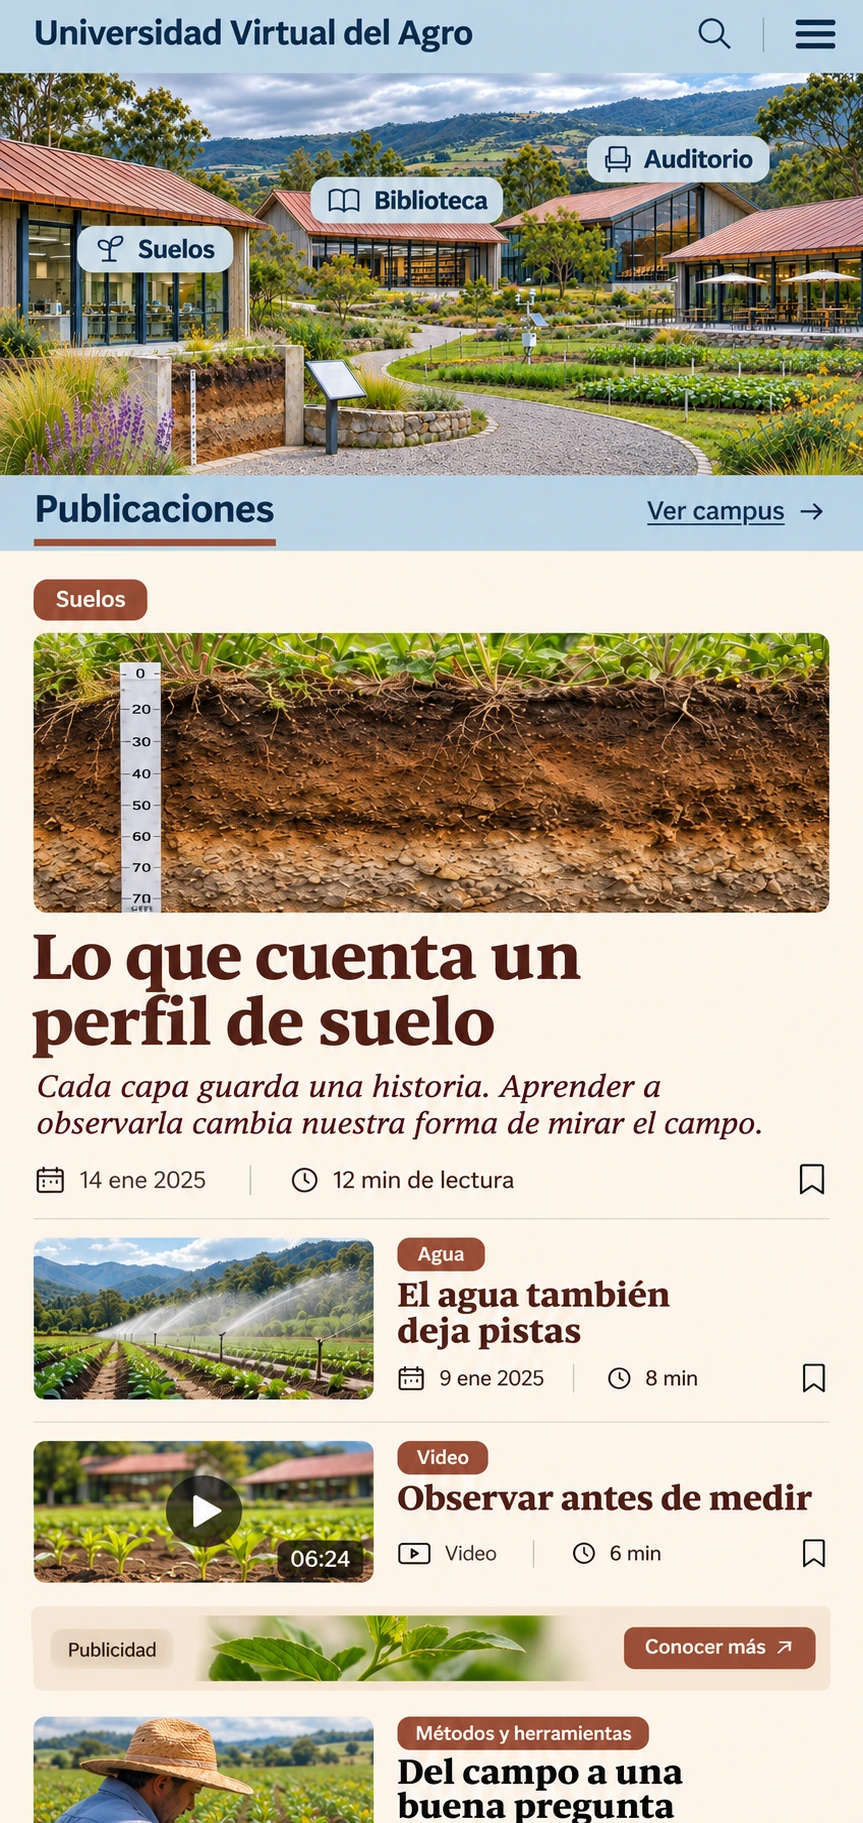 Universidad Virtual del Agro
Auditorio
Biblioteca
Suelos
Publicaciones
Ver campus →
Suelos
0
20
30
40
50
60
70
70
Lo que cuenta un
perfil de suelo
Cada capa guarda una historia. Aprender a
observarla cambia nuestra forma de mirar el campo.
14 ene 2025
12 min de lectura
Agua
El agua también
deja pistas
9 ene 2025
8 min
Video
Observar antes de medir
06:24
Video
6 min
Publicidad
Conocer más ↗
Métodos y herramientas
Del campo a una
buena pregunta